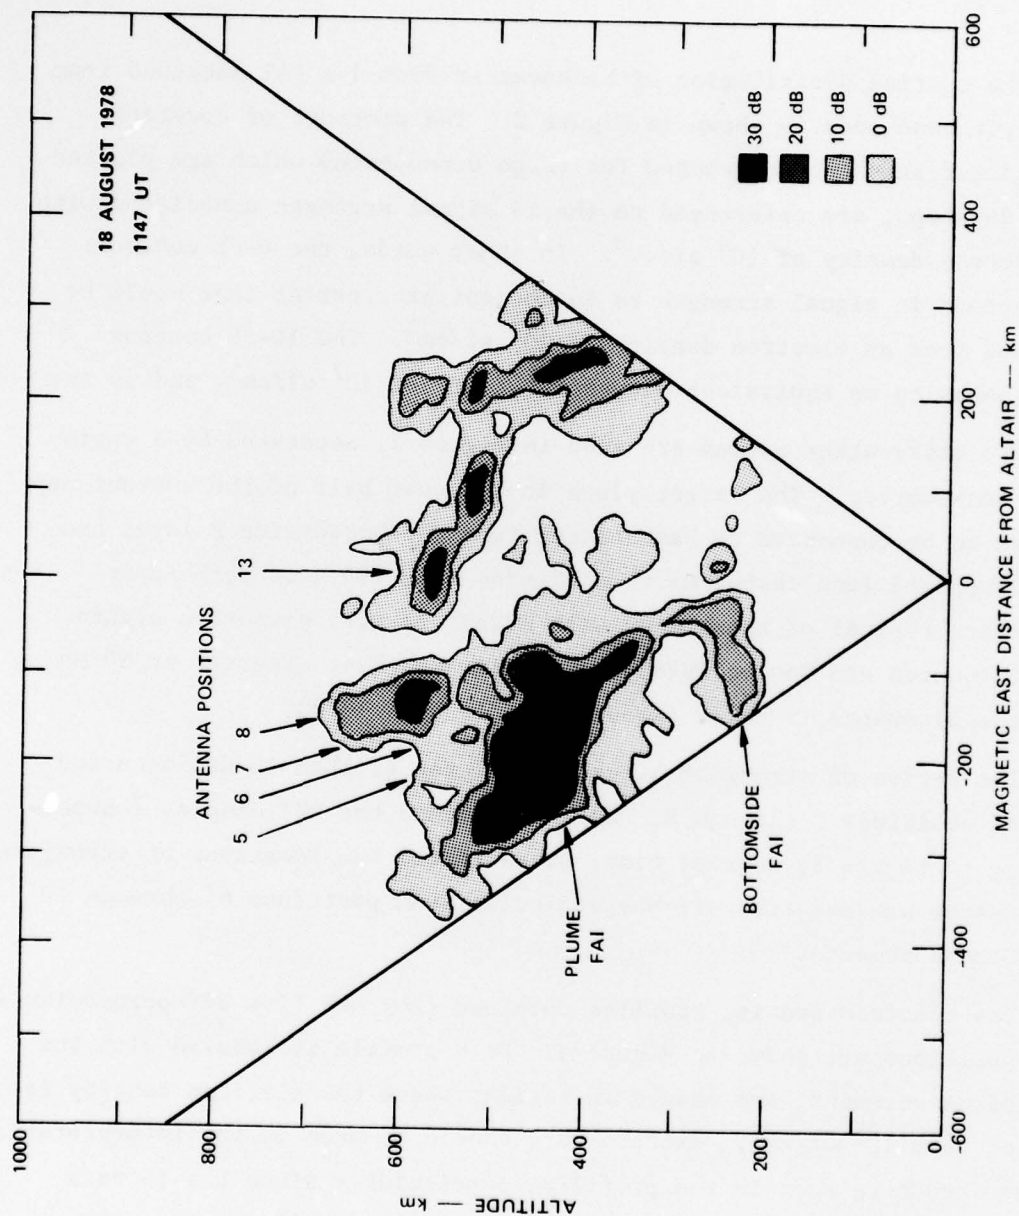 18 AUGUST 1978
1147 UT
30 dB
20 dB
10 dB
0 dB
ANTENNA POSITIONS
5
6
7
8
13
PLUME
FAI
BOTTOMSIDE
FAI
ALTITUDE — km
1000
800
600
400
200
0
-600
-400
-200
0
200
400
600
MAGNETIC EAST DISTANCE FROM ALTAIR — km